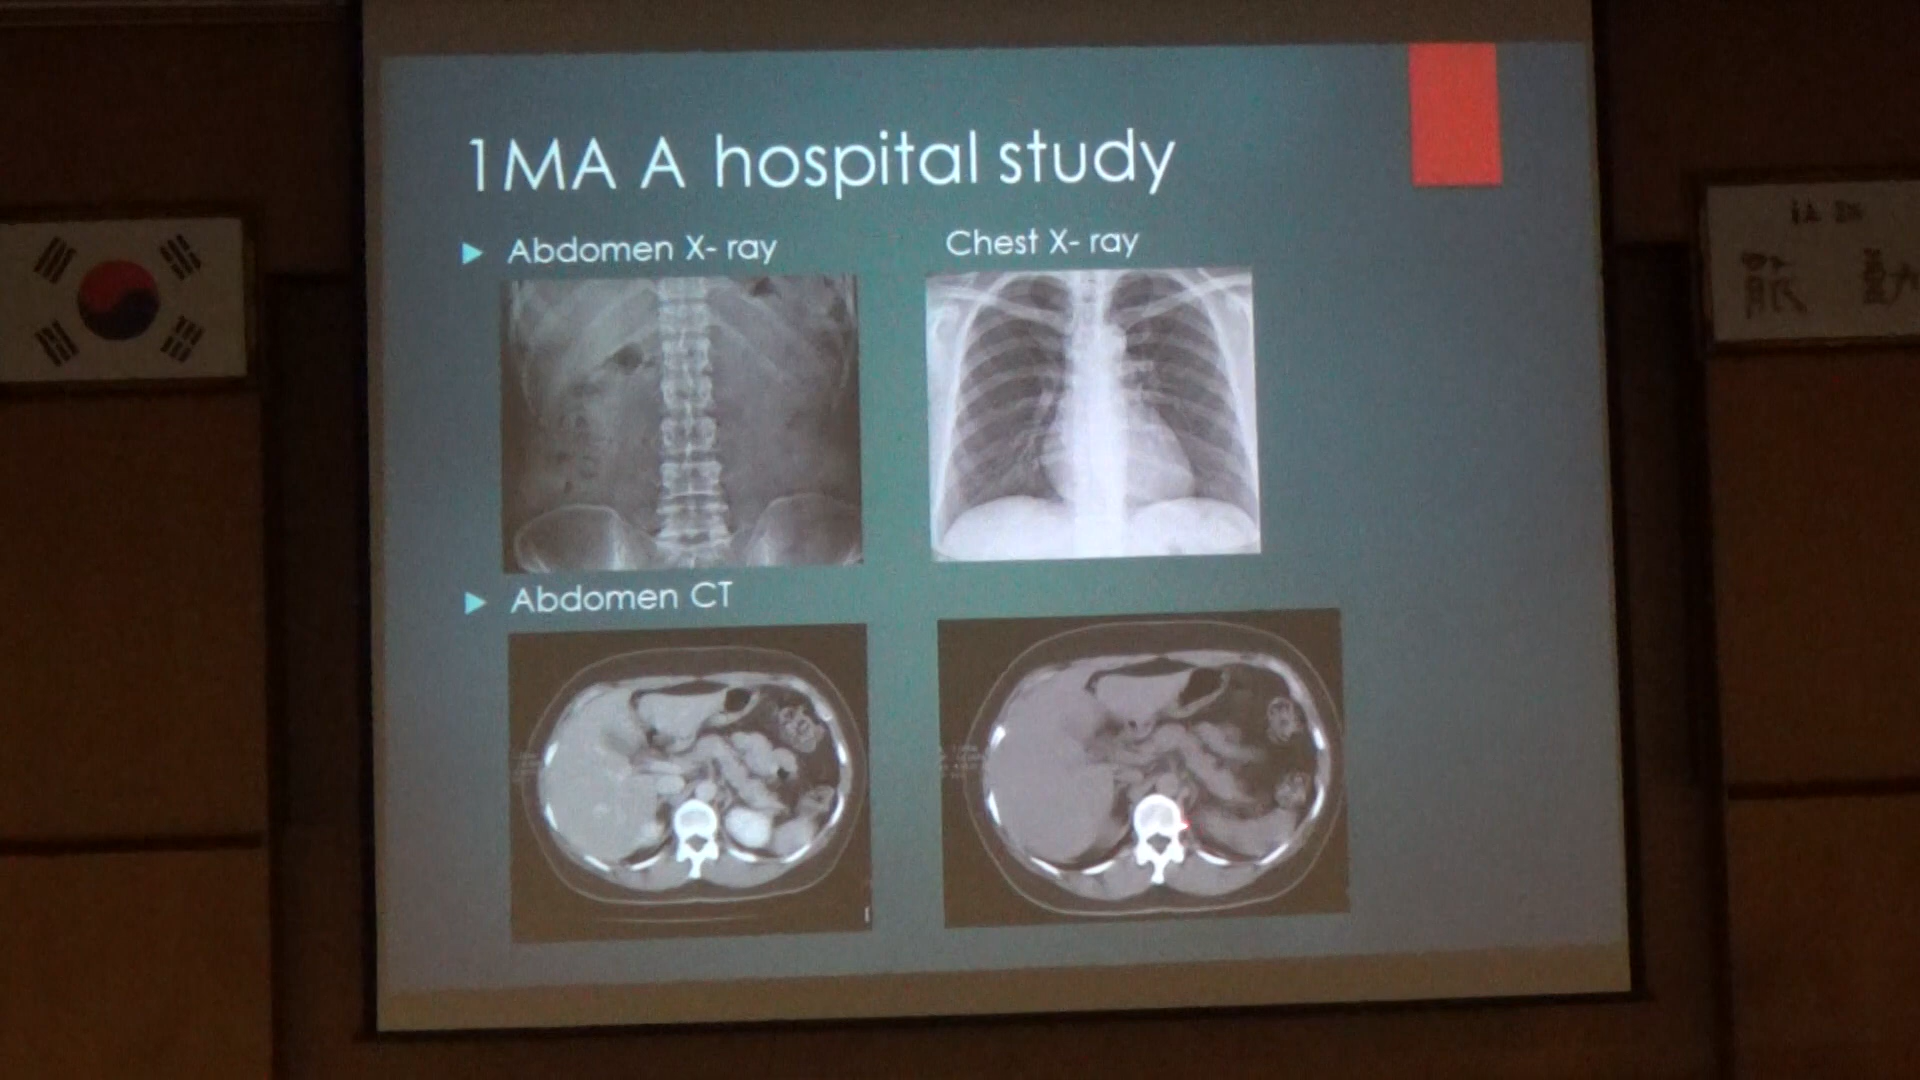 1MA A hospital study
Abdomen X- ray
Chest X- ray
Abdomen CT